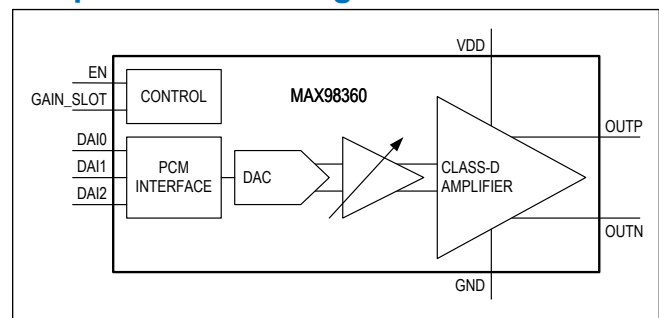 VDD
EN
GAIN_SLOT
CONTROL
MAX98360
DAI0
DAI1
DAI2
PCM
INTERFACE
DAC
CLASS-D
AMPLIFIER
OUTP
OUTN
GND